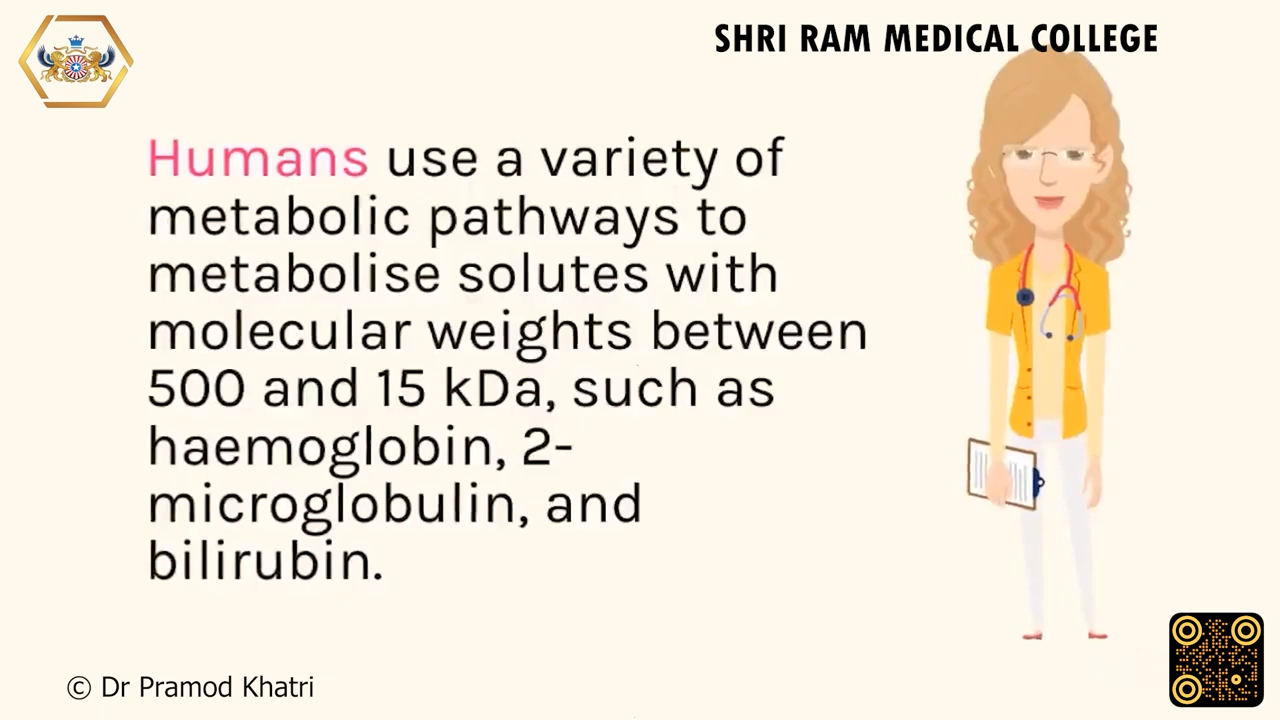 SHRI RAM MEDICAL COLLEGE
Humans use a variety of
metabolic pathways to
metabolise solutes with
molecular weights between
500 and 15 kDa, such as
haemoglobin, 2-
microglobulin, and
bilirubin.
© Dr Pramod Khatri